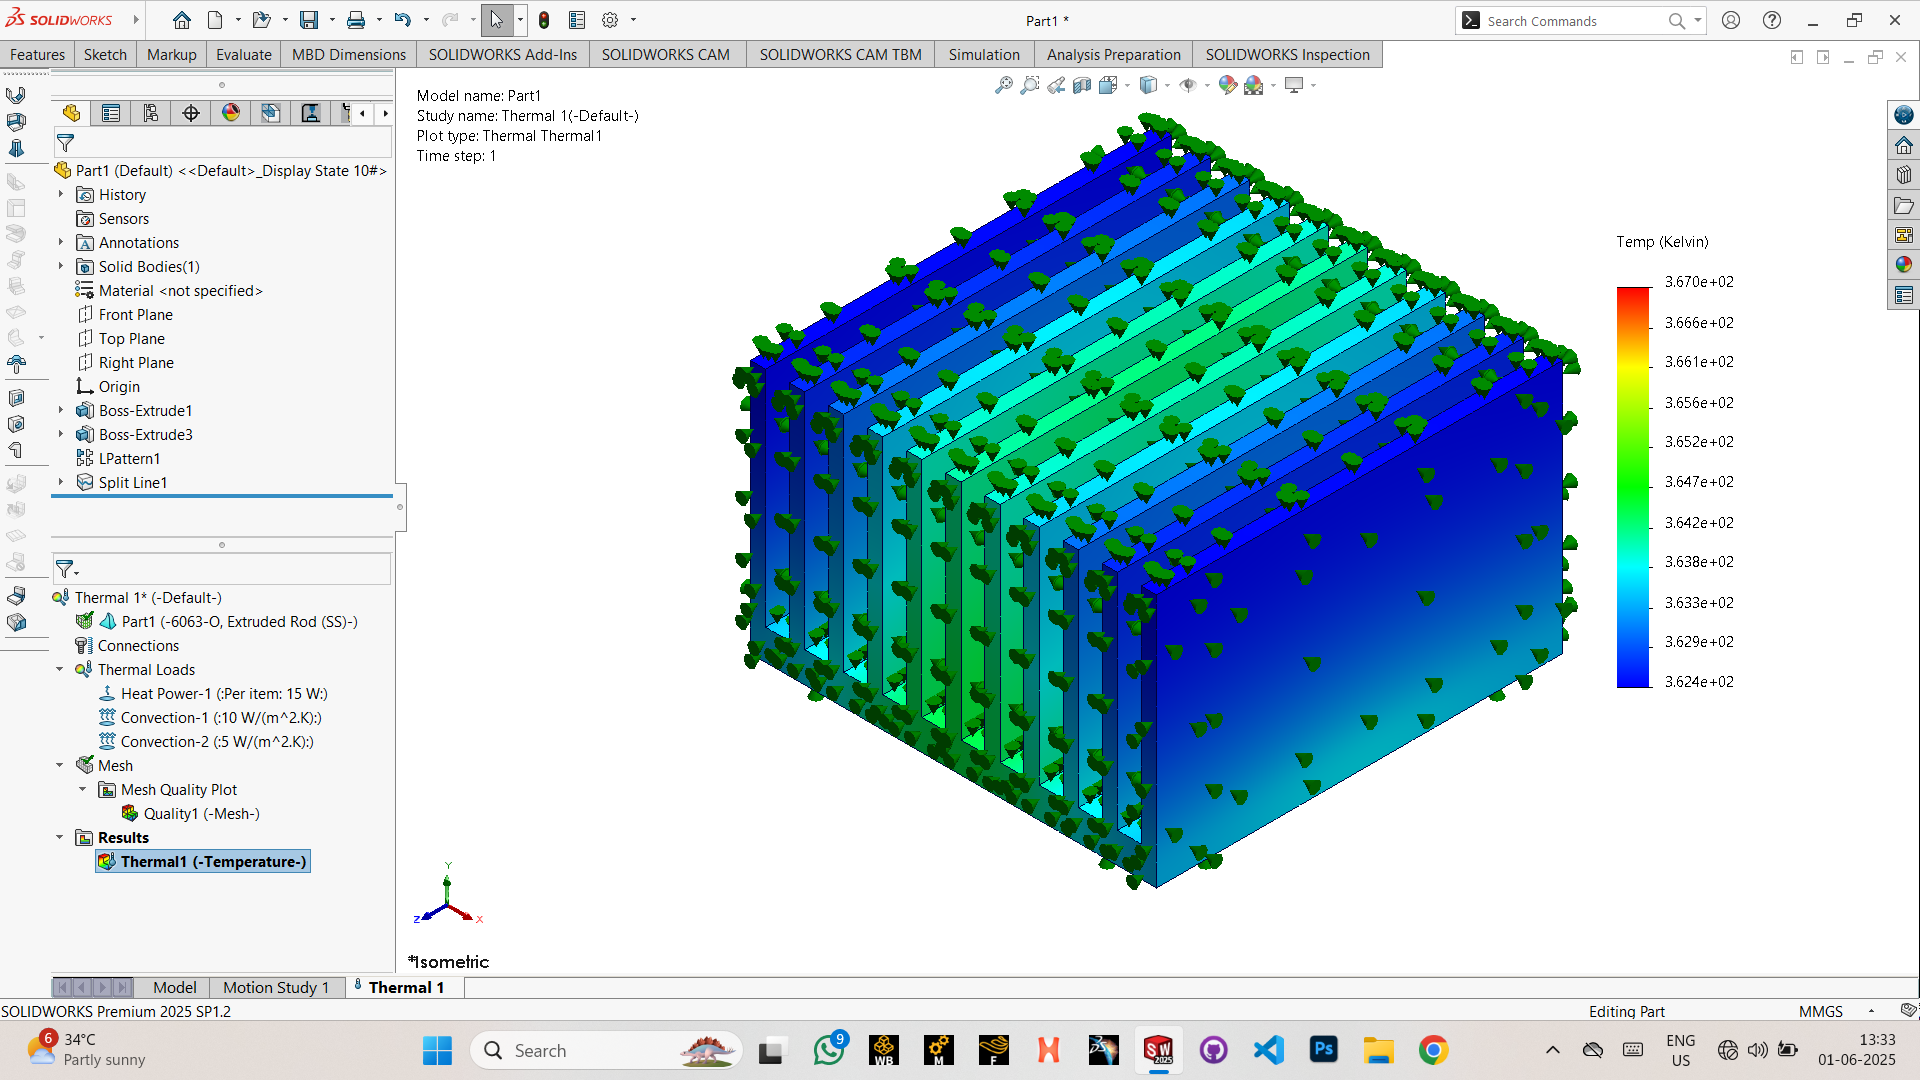 SOLIDWORKS
Part1 *
Search Commands
Features
Sketch
Markup
Evaluate
MBD Dimensions
SOLIDWORKS Add-Ins
SOLIDWORKS CAM
SOLIDWORKS CAM TBM
Simulation
Analysis Preparation
SOLIDWORKS Inspection
Part1 (Default) <<Default>_Display State 10#>
History
Sensors
Annotations
Solid Bodies(1)
Material <not specified>
Front Plane
Top Plane
Right Plane
Origin
Boss-Extrude1
Boss-Extrude3
LPattern1
Split Line1
Thermal 1* (-Default-)
Part1 (-6063-O, Extruded Rod (SS)-)
Connections
Thermal Loads
Heat Power-1 (:Per item: 15 W:)
Convection-1 (:10 W/(m^2.K):)
Convection-2 (:5 W/(m^2.K):)
Mesh
Mesh Quality Plot
Quality1 (-Mesh-)
Results
Thermal1 (-Temperature-)
Model name: Part1
Study name: Thermal 1(-Default-)
Plot type: Thermal Thermal1
Time step: 1
Temp (Kelvin)
3.670e+02
3.666e+02
3.661e+02
3.656e+02
3.652e+02
3.647e+02
3.642e+02
3.638e+02
3.633e+02
3.629e+02
3.624e+02
Y
Z
X
*Isometric
Model
Motion Study 1
Thermal 1
SOLIDWORKS Premium 2025 SP1.2
Editing Part
MMGS
6
34°C
Partly sunny
Search
9
WB
M
F
SW
2025
Ps
ENG
US
13:33
01-06-2025